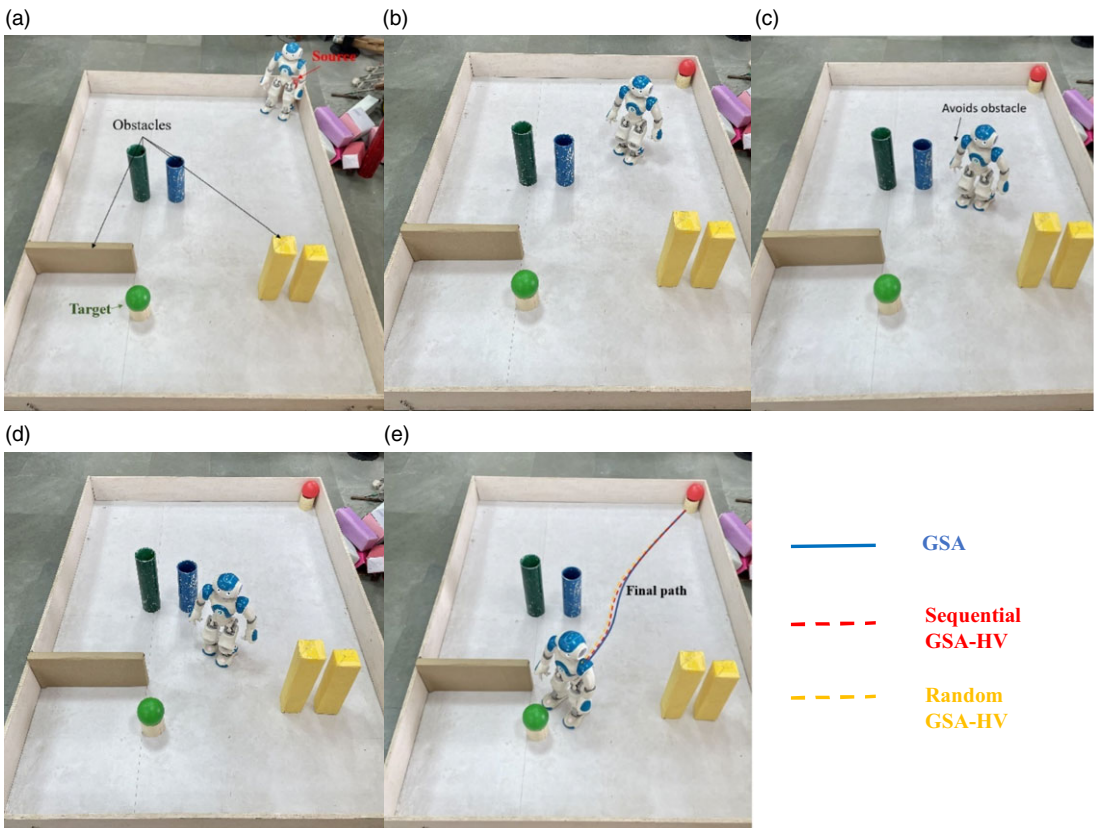 (a)
(b)
(c)
Source
Obstacles
Avoids obstacle
Target
(d)
(e)
Final path
GSA
Sequential
GSA-HV
Random
GSA-HV